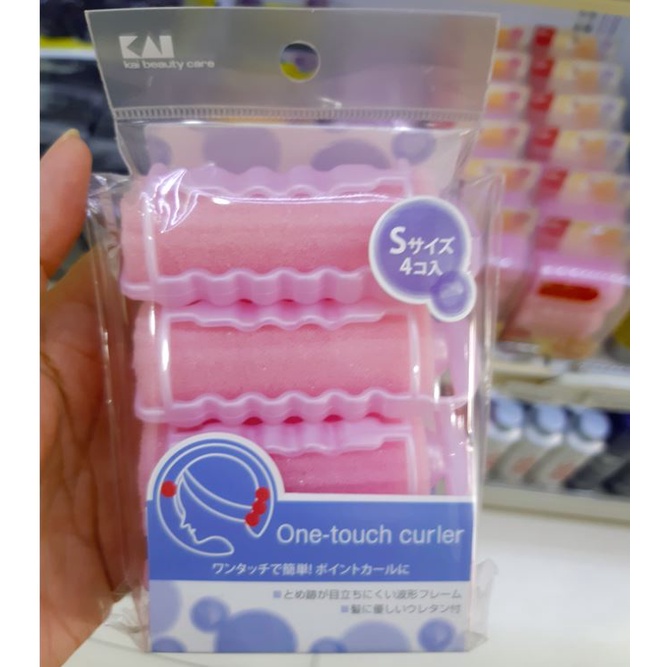 KAI
kai beauty care
Sサイズ
4コ入
One-touch curler
ワンタッチで簡単!ポイントカールに
■とめ跡が目立ちにくい波形フレーム
■髪に優しいウレタン付